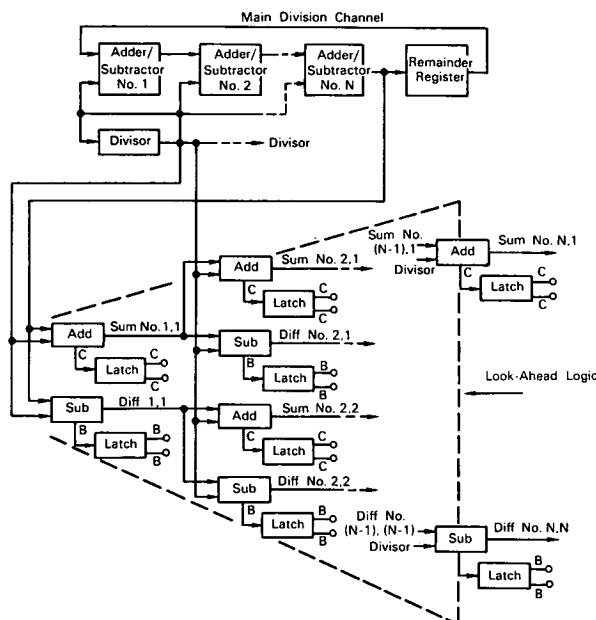 Main Division Channel
Adder/
Subtractor
No. 1
Adder/
Subtractor
No. 2
Adder/
Subtractor
No. N
Remainder
Register
Divisor
Divisor
Sum No.
(N-1),1
Divisor
Add
Sum No. N,1
C
Latch
C
C
Add
Sum No. 2,1
C
Latch
C
C
Add
Sum No. 1,1
C
Latch
C
C
Sub
Diff No. 2,1
B
Latch
B
B
Look-Ahead Logic
Sub
Diff 1,1
B
Latch
B
B
Add
Sum No. 2,2
C
Latch
C
C
Sub
Diff No. 2,2
B
Latch
B
B
Diff No.
(N-1), (N-1)
Divisor
Sub
Diff No. N,N
Latch
B
B